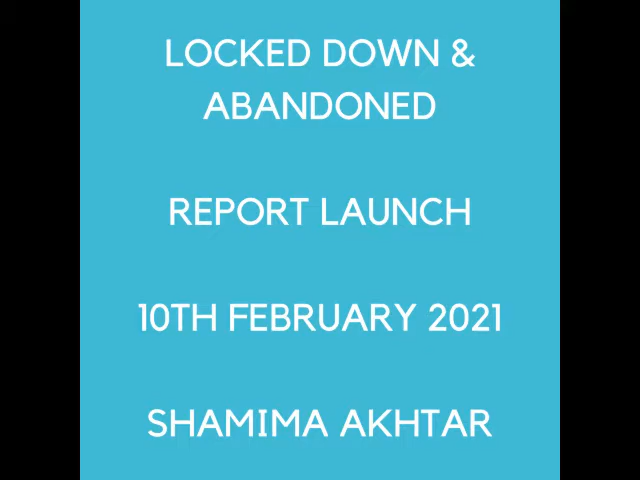 LOCKED DOWN &
ABANDONED
REPORT LAUNCH
10TH FEBRUARY 2021
SHAMIMA AKHTAR